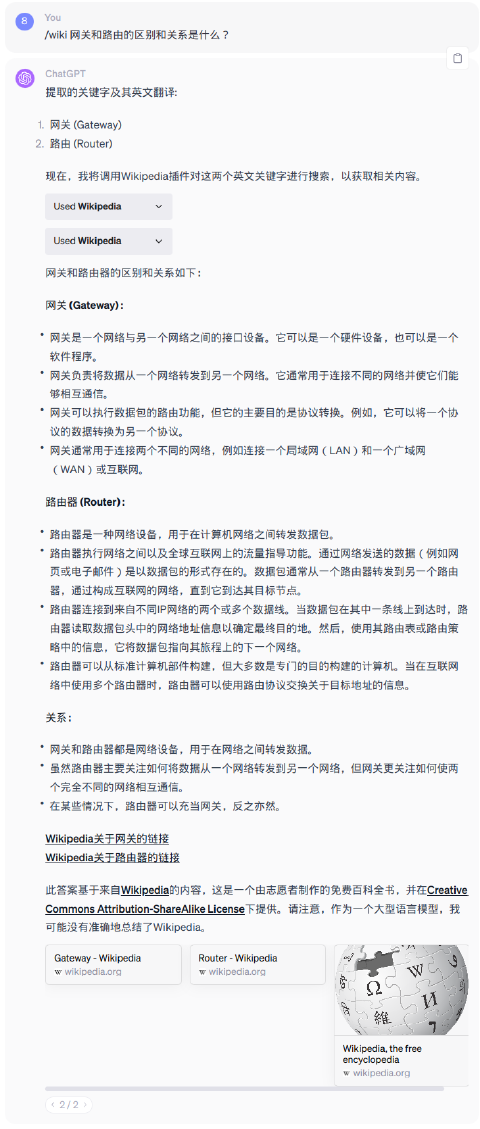 8
You
/wiki 网关和路由的区别和关系是什么？
ChatGPT
提取的关键字及其英文翻译:
1. 网关 (Gateway)
2. 路由 (Router)
现在，我将调用Wikipedia插件对这两个英文关键字进行搜索，以获取相关内容。
Used Wikipedia
Used Wikipedia
网关和路由器的区别和关系如下：
网关 (Gateway)：
• 网关是一个网络与另一个网络之间的接口设备。它可以是一个硬件设备，也可以是一个
软件程序。
• 网关负责将数据从一个网络转发到另一个网络。它通常用于连接不同的网络并使它们能
够相互通信。
• 网关可以执行数据包的路由功能，但它的主要目的是协议转换。例如，它可以将一个协
议的数据转换为另一个协议。
• 网关通常用于连接两个不同的网络，例如连接一个局域网（LAN）和一个广域网
（WAN）或互联网。
路由器 (Router)：
• 路由器是一种网络设备，用于在计算机网络之间转发数据包。
• 路由器执行网络之间以及全球互联网上的流量指导功能。通过网络发送的数据（例如网
页或电子邮件）是以数据包的形式存在的。数据包通常从一个路由器转发到另一个路由
器，通过构成互联网的网络，直到它到达其目标节点。
• 路由器连接到来自不同IP网络的两个或多个数据线。当数据包在其中一条线上到达时，路
由器读取数据包头中的网络地址信息以确定最终目的地。然后，使用其路由表或路由策
略中的信息，它将数据包指向其旅程上的下一个网络。
• 路由器可以从标准计算机部件构建，但大多数是专门的目的构建的计算机。当在互联网
络中使用多个路由器时，路由器可以使用路由协议交换关于目标地址的信息。
关系：
• 网关和路由器都是网络设备，用于在网络之间转发数据。
• 虽然路由器主要关注如何将数据从一个网络转发到另一个网络，但网关更关注如何使两
个完全不同的网络相互通信。
• 在某些情况下，路由器可以充当网关，反之亦然。
Wikipedia关于网关的链接
Wikipedia关于路由器的链接
此答案基于来自Wikipedia的内容，这是一个由志愿者制作的免费百科全书，并在Creative
Commons Attribution-ShareAlike License下提供。请注意，作为一个大型语言模型，我
可能没有准确地总结了Wikipedia。
Gateway - Wikipedia
W wikipedia.org
Router - Wikipedia
W wikipedia.org
Ω W И 維 7
Wikipedia, the free
encyclopedia
W wikipedia.org
< 2 / 2 >